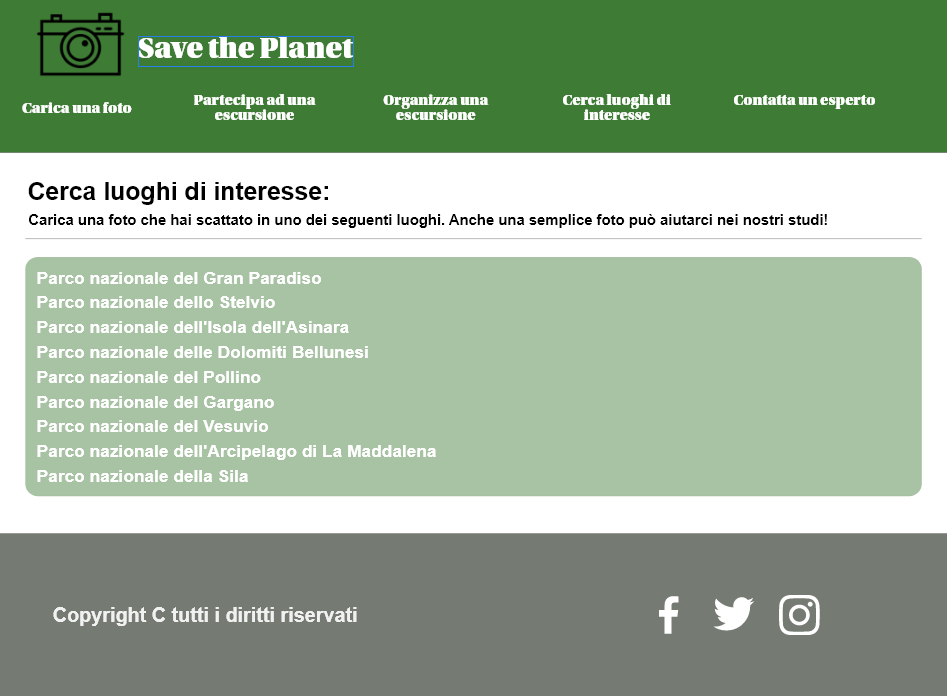 Save the Planet
Carica una foto
Partecipa ad una
escursione
Organizza una
escursione
Cerca luoghi di
interesse
Contatta un esperto
Cerca luoghi di interesse:
Carica una foto che hai scattato in uno dei seguenti luoghi. Anche una semplice foto può aiutarci nei nostri studi!
Parco nazionale del Gran Paradiso
Parco nazionale dello Stelvio
Parco nazionale dell'Isola dell'Asinara
Parco nazionale delle Dolomiti Bellunesi
Parco nazionale del Pollino
Parco nazionale del Gargano
Parco nazionale del Vesuvio
Parco nazionale dell'Arcipelago di La Maddalena
Parco nazionale della Sila
Copyright C tutti i diritti riservati